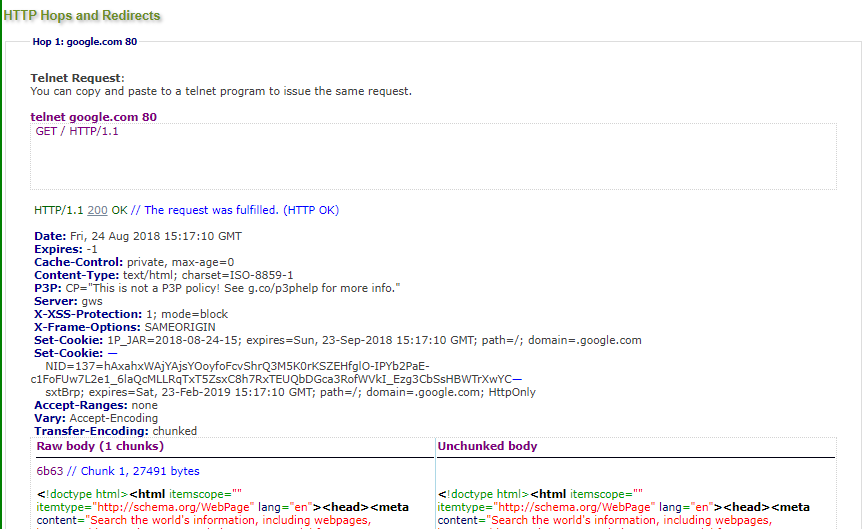 HTTP Hops and Redirects
Hop 1: google.com 80
Telnet Request:
You can copy and paste to a telnet program to issue the same request.
telnet google.com 80
GET / HTTP/1.1
HTTP/1.1 200 OK // The request was fulfilled. (HTTP OK)
Date: Fri, 24 Aug 2018 15:17:10 GMT
Expires: -1
Cache-Control: private, max-age=0
Content-Type: text/html; charset=ISO-8859-1
P3P: CP="This is not a P3P policy! See g.co/p3phelp for more info."
Server: gws
X-XSS-Protection: 1; mode=block
X-Frame-Options: SAMEORIGIN
Set-Cookie: 1P_JAR=2018-08-24-15; expires=Sun, 23-Sep-2018 15:17:10 GMT; path=/; domain=.google.com
Set-Cookie: —
NID=137=hAxahxWAjYAjsYOoyfoFcvShrQ3M5K0rKSZEHfglO-IPYb2PaE-
c1FoFUw7L2e1_6laQcMLLRqTxT5ZsxC8h7RxTEUQbDGca3RofWVkI_Ezg3CbSsHBWTrXwYC—
sxtBrp; expires=Sat, 23-Feb-2019 15:17:10 GMT; path=/; domain=.google.com; HttpOnly
Accept-Ranges: none
Vary: Accept-Encoding
Transfer-Encoding: chunked
Raw body (1 chunks)
6b63 // Chunk 1, 27491 bytes
<!doctype html><html itemscope=""
itemtype="http://schema.org/WebPage" lang="en"><head><meta
content="Search the world's information, including webpages,
Unchunked body
<!doctype html><html itemscope=""
itemtype="http://schema.org/WebPage" lang="en"><head><meta
content="Search the world's information, including webpages,